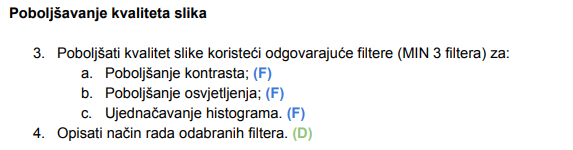 Poboljšavanje kvaliteta slika
3. Poboljšati kvalitet slike koristeći odgovarajuće filtere (MIN 3 filtera) za:
a. Poboljšanje kontrasta; (F)
b. Poboljšanje osvjetljenja; (F)
c. Ujednačavanje histograma. (F)
4. Opisati način rada odabranih filtera. (D)